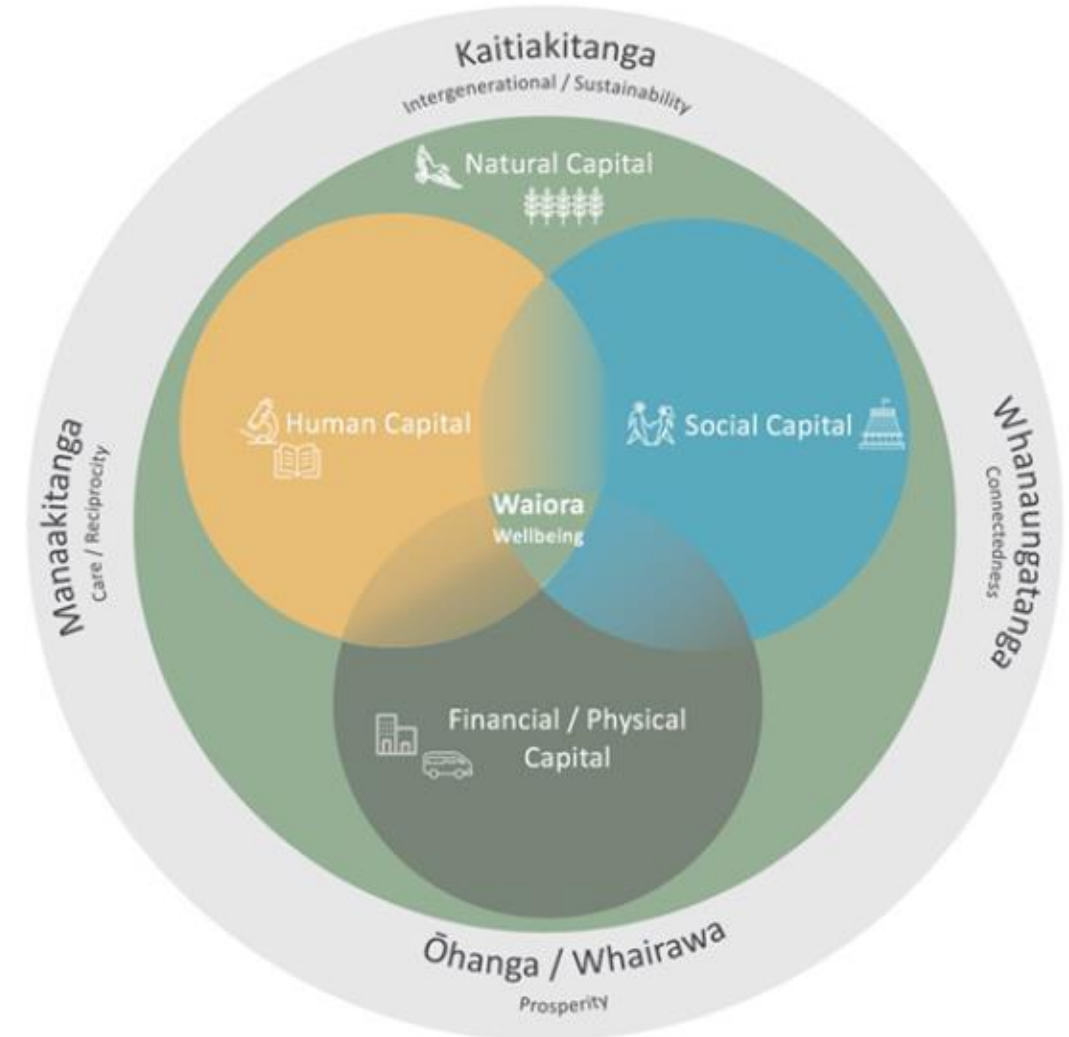 Kaitiakitanga
Intergenerational / Sustainability
Natural Capital
Human Capital
Social Capital
Waiora
Wellbeing
Manaakitanga
Care / Reciprocity
Whanaungatanga
Connectedness
Financial / Physical
Capital
Ōhanga / Whairawa
Prosperity